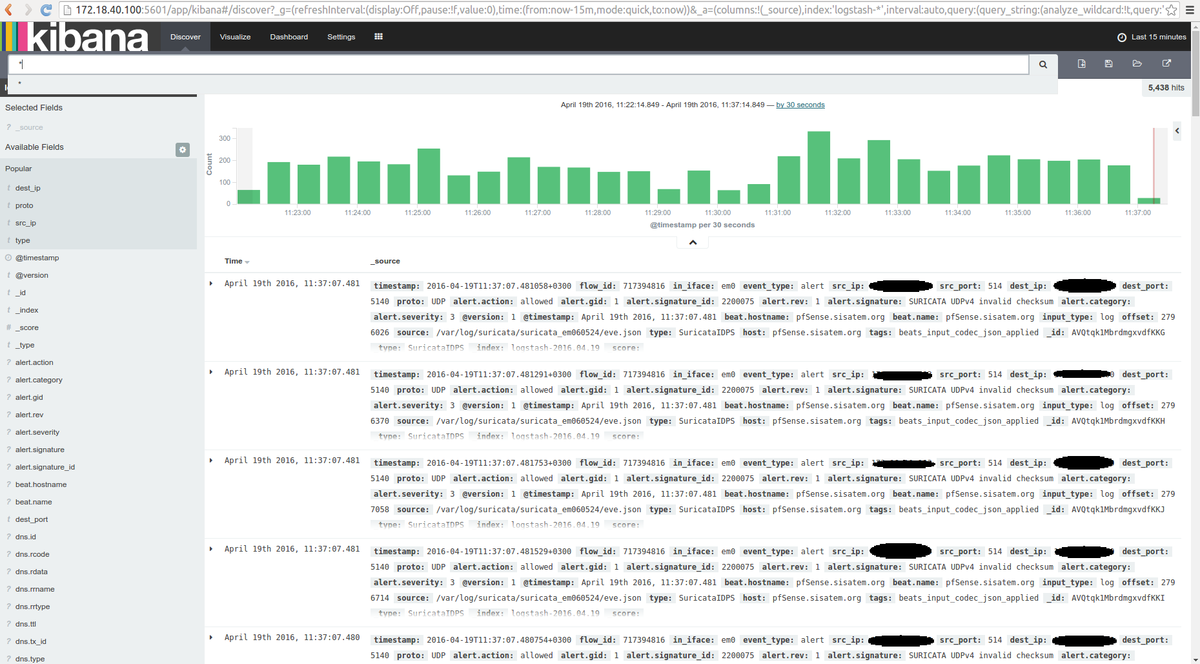 172.18.40.100:5601/app/kibana#/discover?_g=(refreshInterval:(display:Off,pause:!f,value:0),time:(from:now-15m,mode:quick,to:now))&_a=(columns:!(_source),index:'logstash-*',interval:auto,query:(query_string:(analyze_wildcard:!t,query:'
kibana Discover Visualize Dashboard Settings Last 15 minutes
*
*
5,438 hits
Selected Fields
? _source
Available Fields
Popular
t dest_ip
t proto
t src_ip
t type
@timestamp
t @version
t _id
t _index
# _score
t _type
? alert.action
? alert.category
? alert.gid
? alert.rev
? alert.severity
? alert.signature
? alert.signature_id
? beat.hostname
? beat.name
t dest_port
? dns.id
? dns.rcode
? dns.rdata
? dns.rrname
? dns.rrtype
? dns.ttl
? dns.tx_id
? dns.type
April 19th 2016, 11:22:14.849 - April 19th 2016, 11:37:14.849 — by 30 seconds
Count
300
200
100
0
11:23:00 11:24:00 11:25:00 11:26:00 11:27:00 11:28:00 11:29:00 11:30:00 11:31:00 11:32:00 11:33:00 11:34:00 11:35:00 11:36:00 11:37:00
@timestamp per 30 seconds
Time _source
April 19th 2016, 11:37:07.481 timestamp: 2016-04-19T11:37:07.481058+0300 flow_id: 717394816 in_iface: em0 event_type: alert src_ip: src_port: 514 dest_ip: dest_port:
5140 proto: UDP alert.action: allowed alert.gid: 1 alert.signature_id: 2200075 alert.rev: 1 alert.signature: SURICATA UDPv4 invalid checksum alert.category:
alert.severity: 3 @version: 1 @timestamp: April 19th 2016, 11:37:07.481 beat.hostname: pfSense.sisatem.org beat.name: pfSense.sisatem.org input_type: log offset: 279
6026 source: /var/log/suricata/suricata_em060524/eve.json type: SuricataIDPS host: pfSense.sisatem.org tags: beats_input_codec_json_applied _id: AVQtqk1MbrdmgxvdfKKG
_type: SuricataIDPS _index: logstash-2016.04.19 _score:
April 19th 2016, 11:37:07.481 timestamp: 2016-04-19T11:37:07.481291+0300 flow_id: 717394816 in_iface: em0 event_type: alert src_ip: src_port: 514 dest_ip: dest_port:
5140 proto: UDP alert.action: allowed alert.gid: 1 alert.signature_id: 2200075 alert.rev: 1 alert.signature: SURICATA UDPv4 invalid checksum alert.category:
alert.severity: 3 @version: 1 @timestamp: April 19th 2016, 11:37:07.481 beat.hostname: pfSense.sisatem.org beat.name: pfSense.sisatem.org input_type: log offset: 279
6370 source: /var/log/suricata/suricata_em060524/eve.json type: SuricataIDPS host: pfSense.sisatem.org tags: beats_input_codec_json_applied _id: AVQtqk1MbrdmgxvdfKKH
_type: SuricataIDPS _index: logstash-2016.04.19 _score:
April 19th 2016, 11:37:07.481 timestamp: 2016-04-19T11:37:07.481753+0300 flow_id: 717394816 in_iface: em0 event_type: alert src_ip: src_port: 514 dest_ip: dest_port:
5140 proto: UDP alert.action: allowed alert.gid: 1 alert.signature_id: 2200075 alert.rev: 1 alert.signature: SURICATA UDPv4 invalid checksum alert.category:
alert.severity: 3 @version: 1 @timestamp: April 19th 2016, 11:37:07.481 beat.hostname: pfSense.sisatem.org beat.name: pfSense.sisatem.org input_type: log offset: 279
7058 source: /var/log/suricata/suricata_em060524/eve.json type: SuricataIDPS host: pfSense.sisatem.org tags: beats_input_codec_json_applied _id: AVQtqk1MbrdmgxvdfKKJ
_type: SuricataIDPS _index: logstash-2016.04.19 _score:
April 19th 2016, 11:37:07.481 timestamp: 2016-04-19T11:37:07.481529+0300 flow_id: 717394816 in_iface: em0 event_type: alert src_ip: src_port: 514 dest_ip: dest_port:
5140 proto: UDP alert.action: allowed alert.gid: 1 alert.signature_id: 2200075 alert.rev: 1 alert.signature: SURICATA UDPv4 invalid checksum alert.category:
alert.severity: 3 @version: 1 @timestamp: April 19th 2016, 11:37:07.481 beat.hostname: pfSense.sisatem.org beat.name: pfSense.sisatem.org input_type: log offset: 279
6714 source: /var/log/suricata/suricata_em060524/eve.json type: SuricataIDPS host: pfSense.sisatem.org tags: beats_input_codec_json_applied _id: AVQtqk1MbrdmgxvdfKKI
_type: SuricataIDPS _index: logstash-2016.04.19 _score:
April 19th 2016, 11:37:07.480 timestamp: 2016-04-19T11:37:07.480754+0300 flow_id: 717394816 in_iface: em0 event_type: alert src_ip: src_port: 514 dest_ip: dest_port:
5140 proto: UDP alert.action: allowed alert.gid: 1 alert.signature_id: 2200075 alert.rev: 1 alert.signature: SURICATA UDPv4 invalid checksum alert.category: